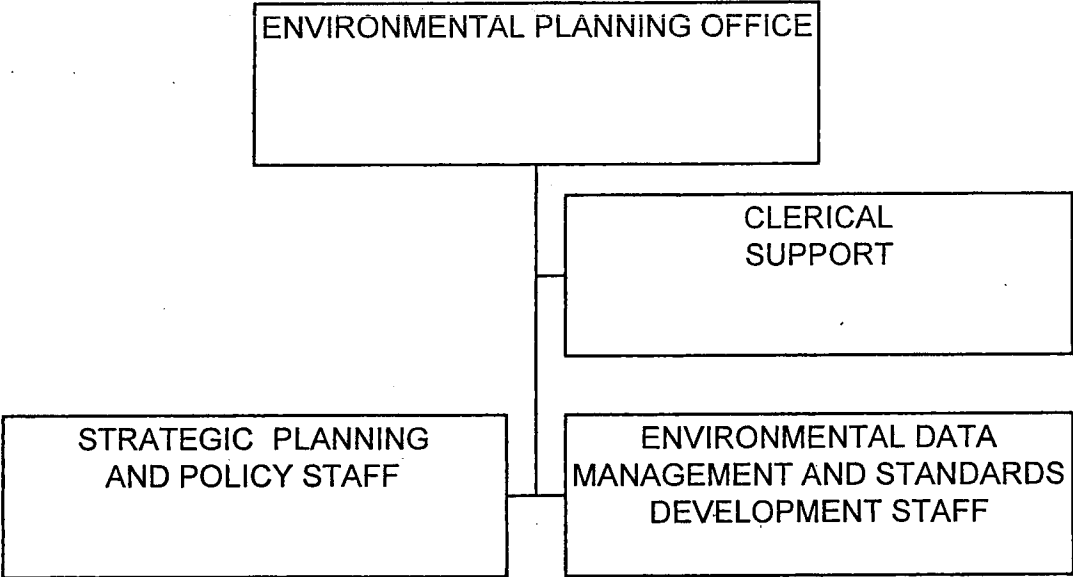 ENVIRONMENTAL PLANNING OFFICE
CLERICAL
SUPPORT
STRATEGIC PLANNING
AND POLICY STAFF
ENVIRONMENTAL DATA
MANAGEMENT AND STANDARDS
DEVELOPMENT STAFF